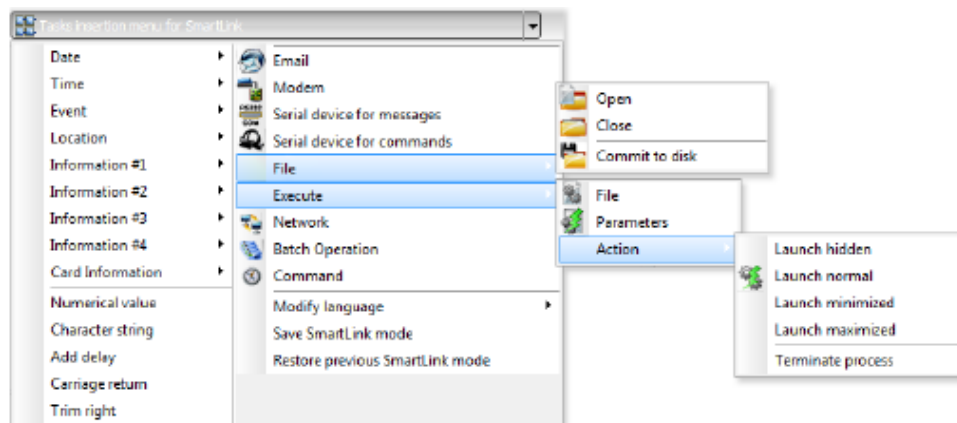 Tasks insertion menu for SmartLink
Date
Time
Event
Location
Information #1
Information #2
Information #3
Information #4
Card Information
Numerical value
Character string
Add delay
Carriage return
Trim right
Email
Modem
Serial device for messages
Serial device for commands
File
Execute
Network
Batch Operation
Command
Modify language
Save SmartLink mode
Restore previous SmartLink mode
Open
Close
Commit to disk
File
Parameters
Action
Launch hidden
Launch normal
Launch minimized
Launch maximized
Terminate process